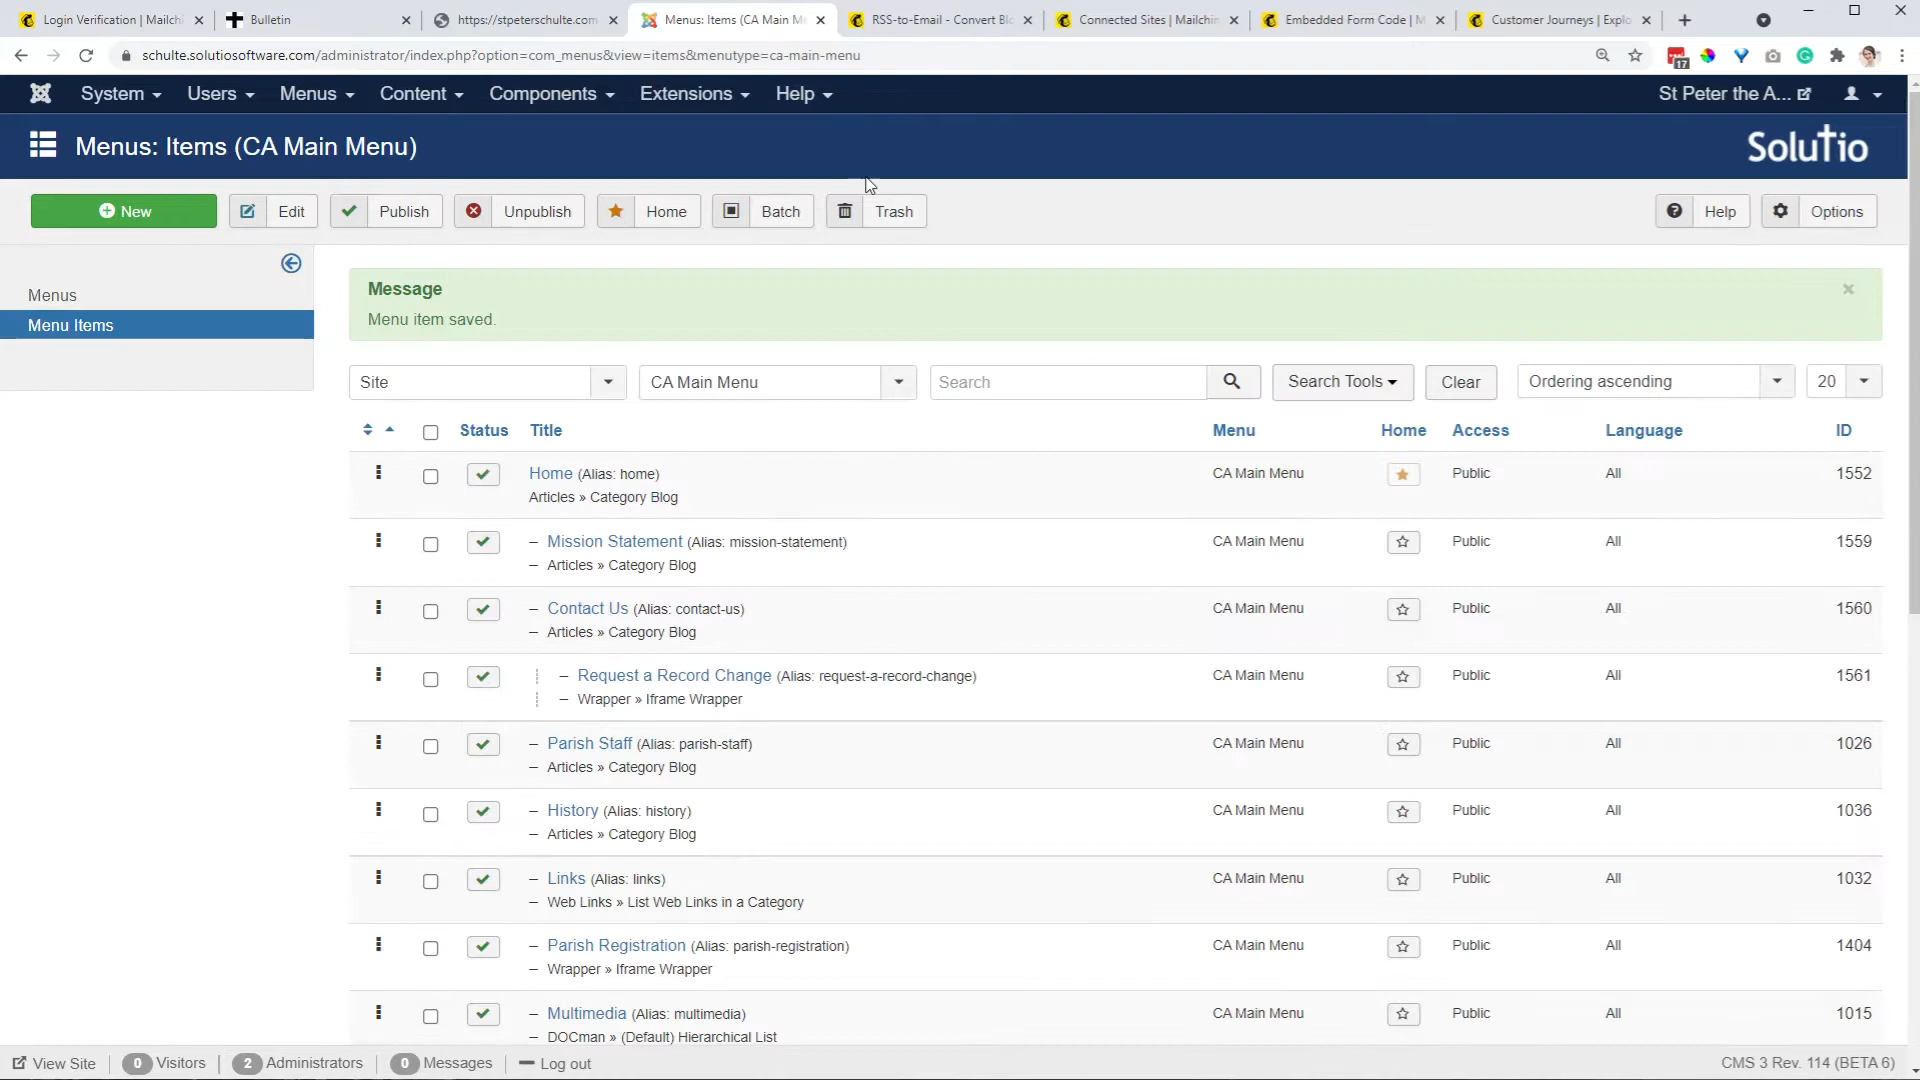 Login Verification | Mailchi
Bulletin
https://stpeterschulte.com.
Menus: Items (CA Main M
RSS-to-Email - Convert Bl
Connected Sites | Mailchin
Embedded Form Code | M
Customer Journeys | Explo
schulte.solutiosoftware.com/administrator/index.php?option=com_menus&view=items&menutype=ca-main-menu
17
System
Users
Menus
Content
Components
Extensions
Help
St Peter the A...
Menus: Items (CA Main Menu)
Solutio
New
Edit
Publish
Unpublish
Home
Batch
Trash
Help
Options
Menus
Menu Items
Message
Menu item saved.
Site
CA Main Menu
Search
Search Tools
Clear
Ordering ascending
20
Status Title Menu Home Access Language ID
Home (Alias: home) CA Main Menu Public All 1552
Articles » Category Blog
– Mission Statement (Alias: mission-statement) CA Main Menu Public All 1559
– Articles » Category Blog
– Contact Us (Alias: contact-us) CA Main Menu Public All 1560
– Articles » Category Blog
– Request a Record Change (Alias: request-a-record-change) CA Main Menu Public All 1561
– Wrapper » Iframe Wrapper
– Parish Staff (Alias: parish-staff) CA Main Menu Public All 1026
– Articles » Category Blog
– History (Alias: history) CA Main Menu Public All 1036
– Articles » Category Blog
– Links (Alias: links) CA Main Menu Public All 1032
– Web Links » List Web Links in a Category
– Parish Registration (Alias: parish-registration) CA Main Menu Public All 1404
– Wrapper » Iframe Wrapper
– Multimedia (Alias: multimedia) CA Main Menu Public All 1015
– DOCman » (Default) Hierarchical List
View Site
0 Visitors
2 Administrators
0 Messages
Log out
CMS 3 Rev. 114 (BETA 6)